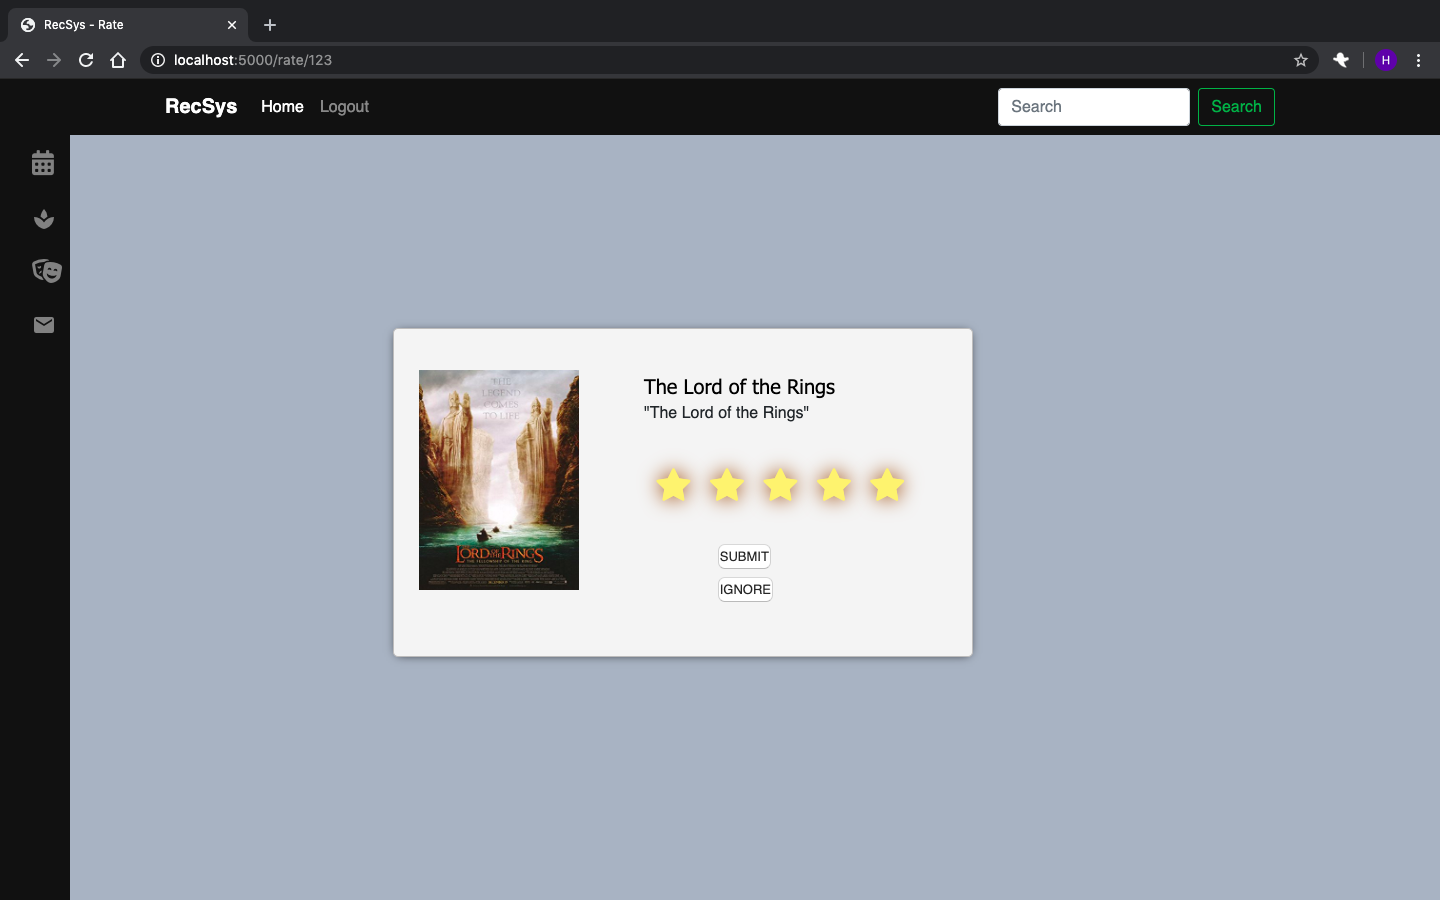 RecSys - Rate
localhost:5000/rate/123
H
RecSys Home Logout Search Search
THE
LEGEND
COMES
TO LIFE
THE LORD OF THE RINGS
THE FELLOWSHIP OF THE RING
The Lord of the Rings
"The Lord of the Rings"
SUBMIT
IGNORE